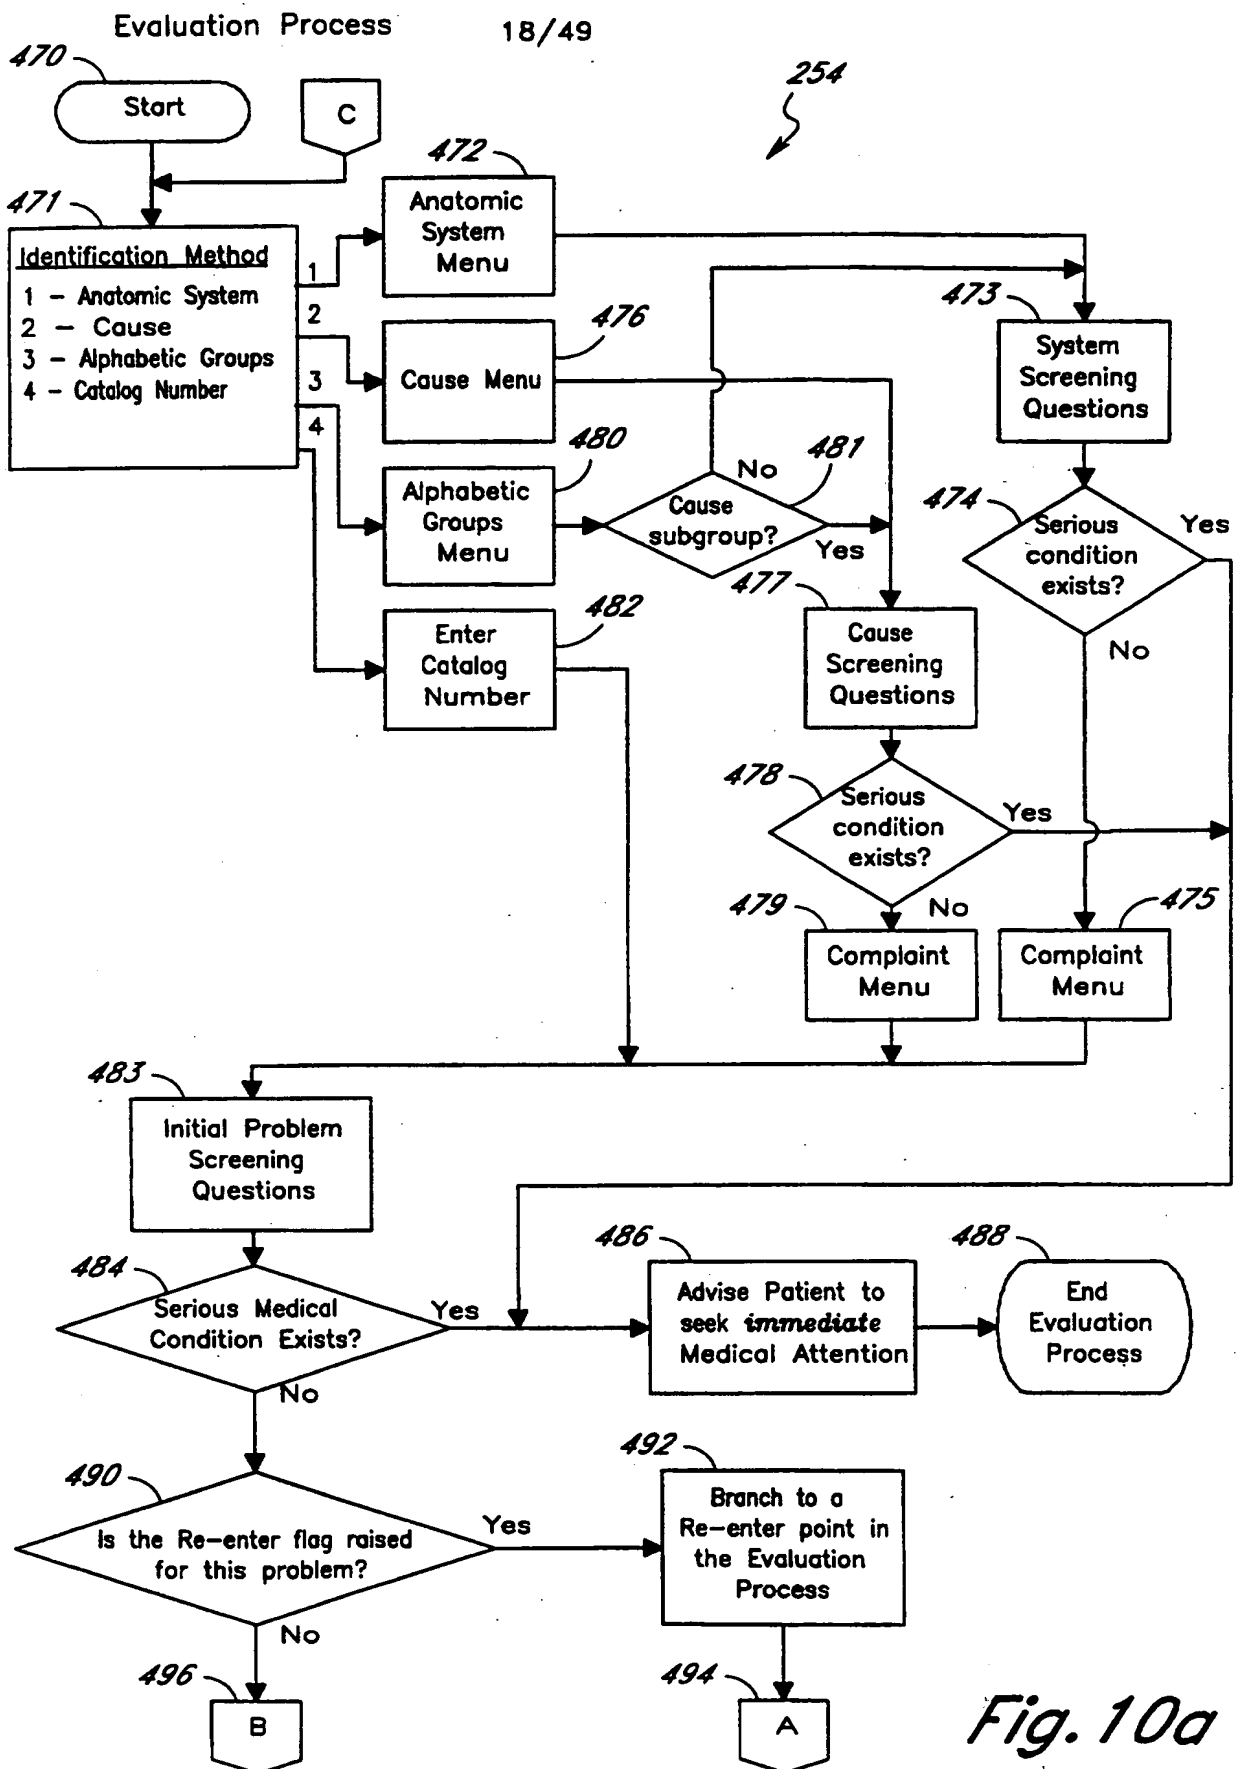 Evaluation Process
18/49
470
Start
C
254
472
Anatomic
System
Menu
471
Identification Method
1 - Anatomic System
2 - Cause
3 - Alphabetic Groups
4 - Catalog Number
1
2
3
4
476
Cause Menu
473
System
Screening
Questions
480
Alphabetic
Groups
Menu
No
481
Cause
subgroup?
Yes
474
Serious
condition
exists?
Yes
No
477
Cause
Screening
Questions
482
Enter
Catalog
Number
478
Serious
condition
exists?
Yes
No
479
Complaint
Menu
475
Complaint
Menu
483
Initial Problem
Screening
Questions
484
Serious Medical
Condition Exists?
Yes
No
486
Advise Patient to
seek immediate
Medical Attention
488
End
Evaluation
Process
490
Is the Re-enter flag raised
for this problem?
Yes
No
492
Branch to a
Re-enter point in
the Evaluation
Process
496
B
494
A
Fig. 10a